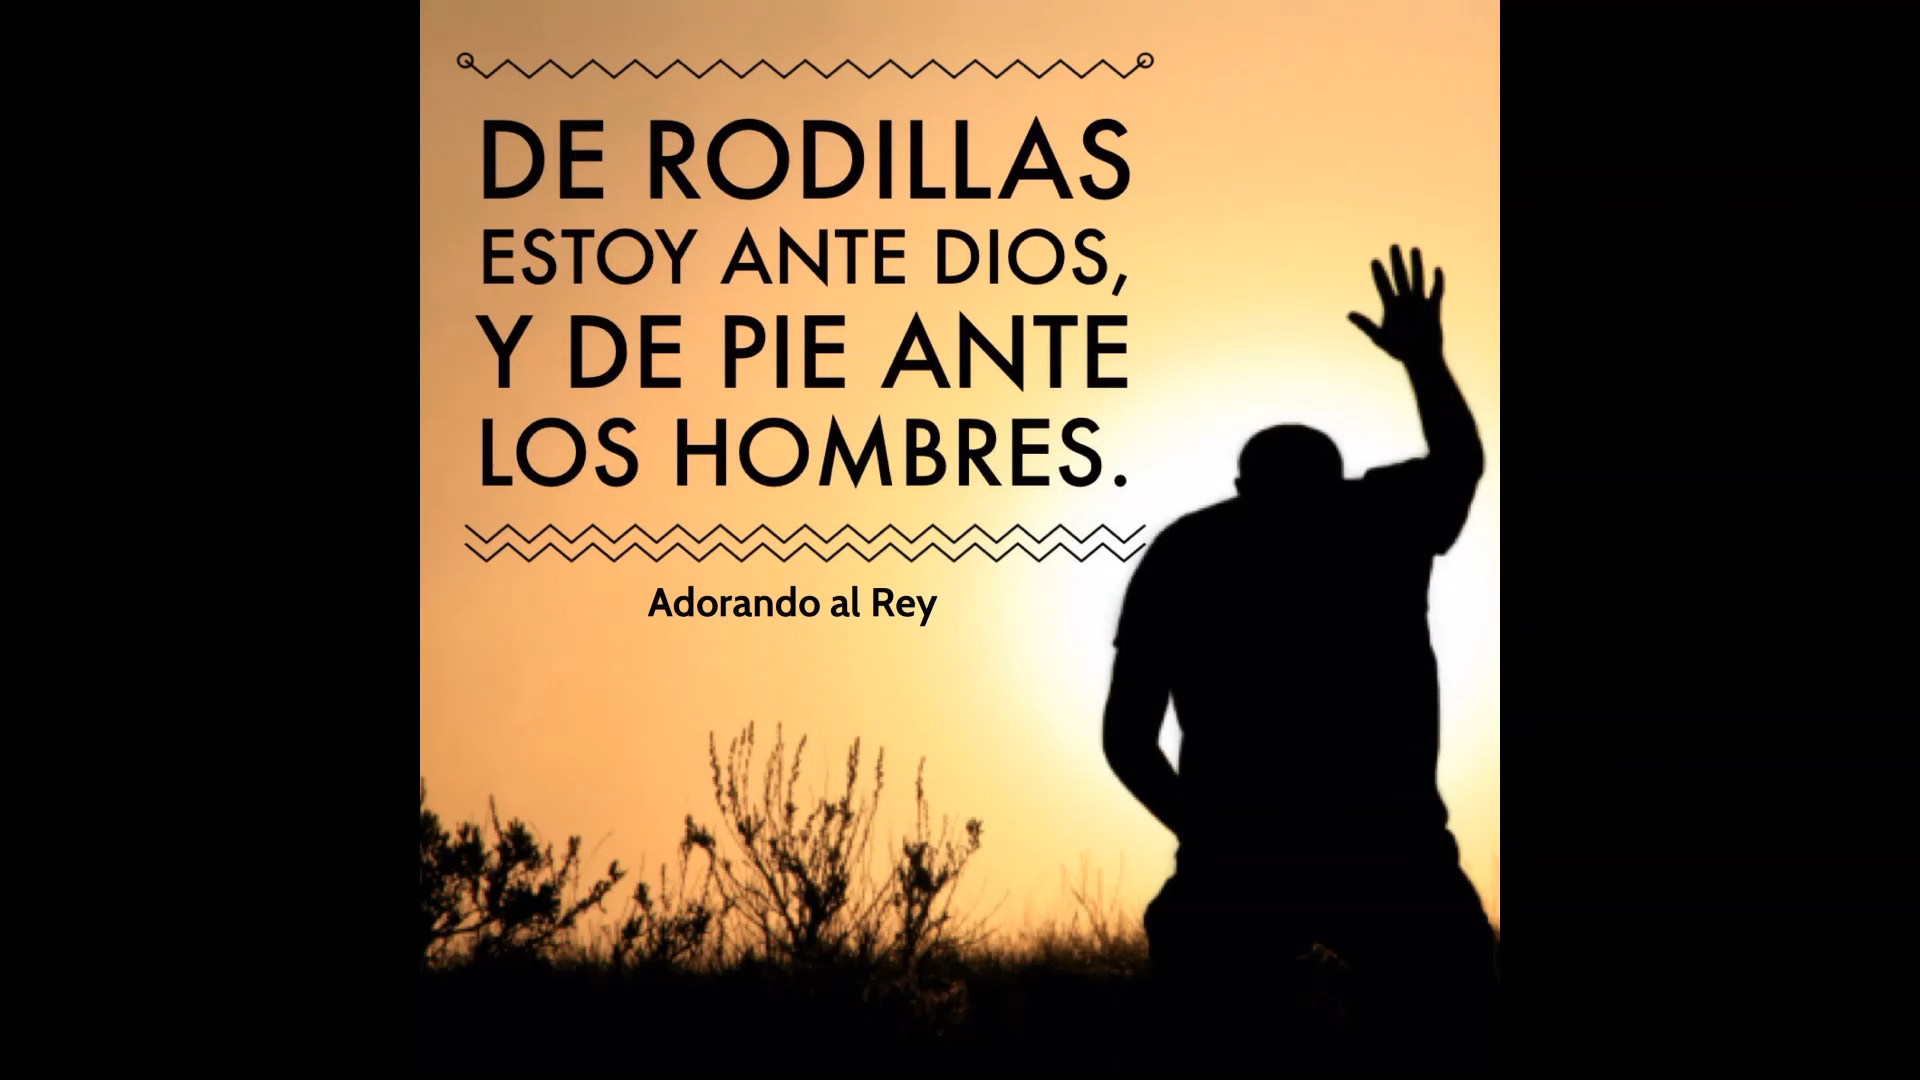 DE RODILLAS
ESTOY ANTE DIOS,
Y DE PIE ANTE
LOS HOMBRES.
Adorando al Rey